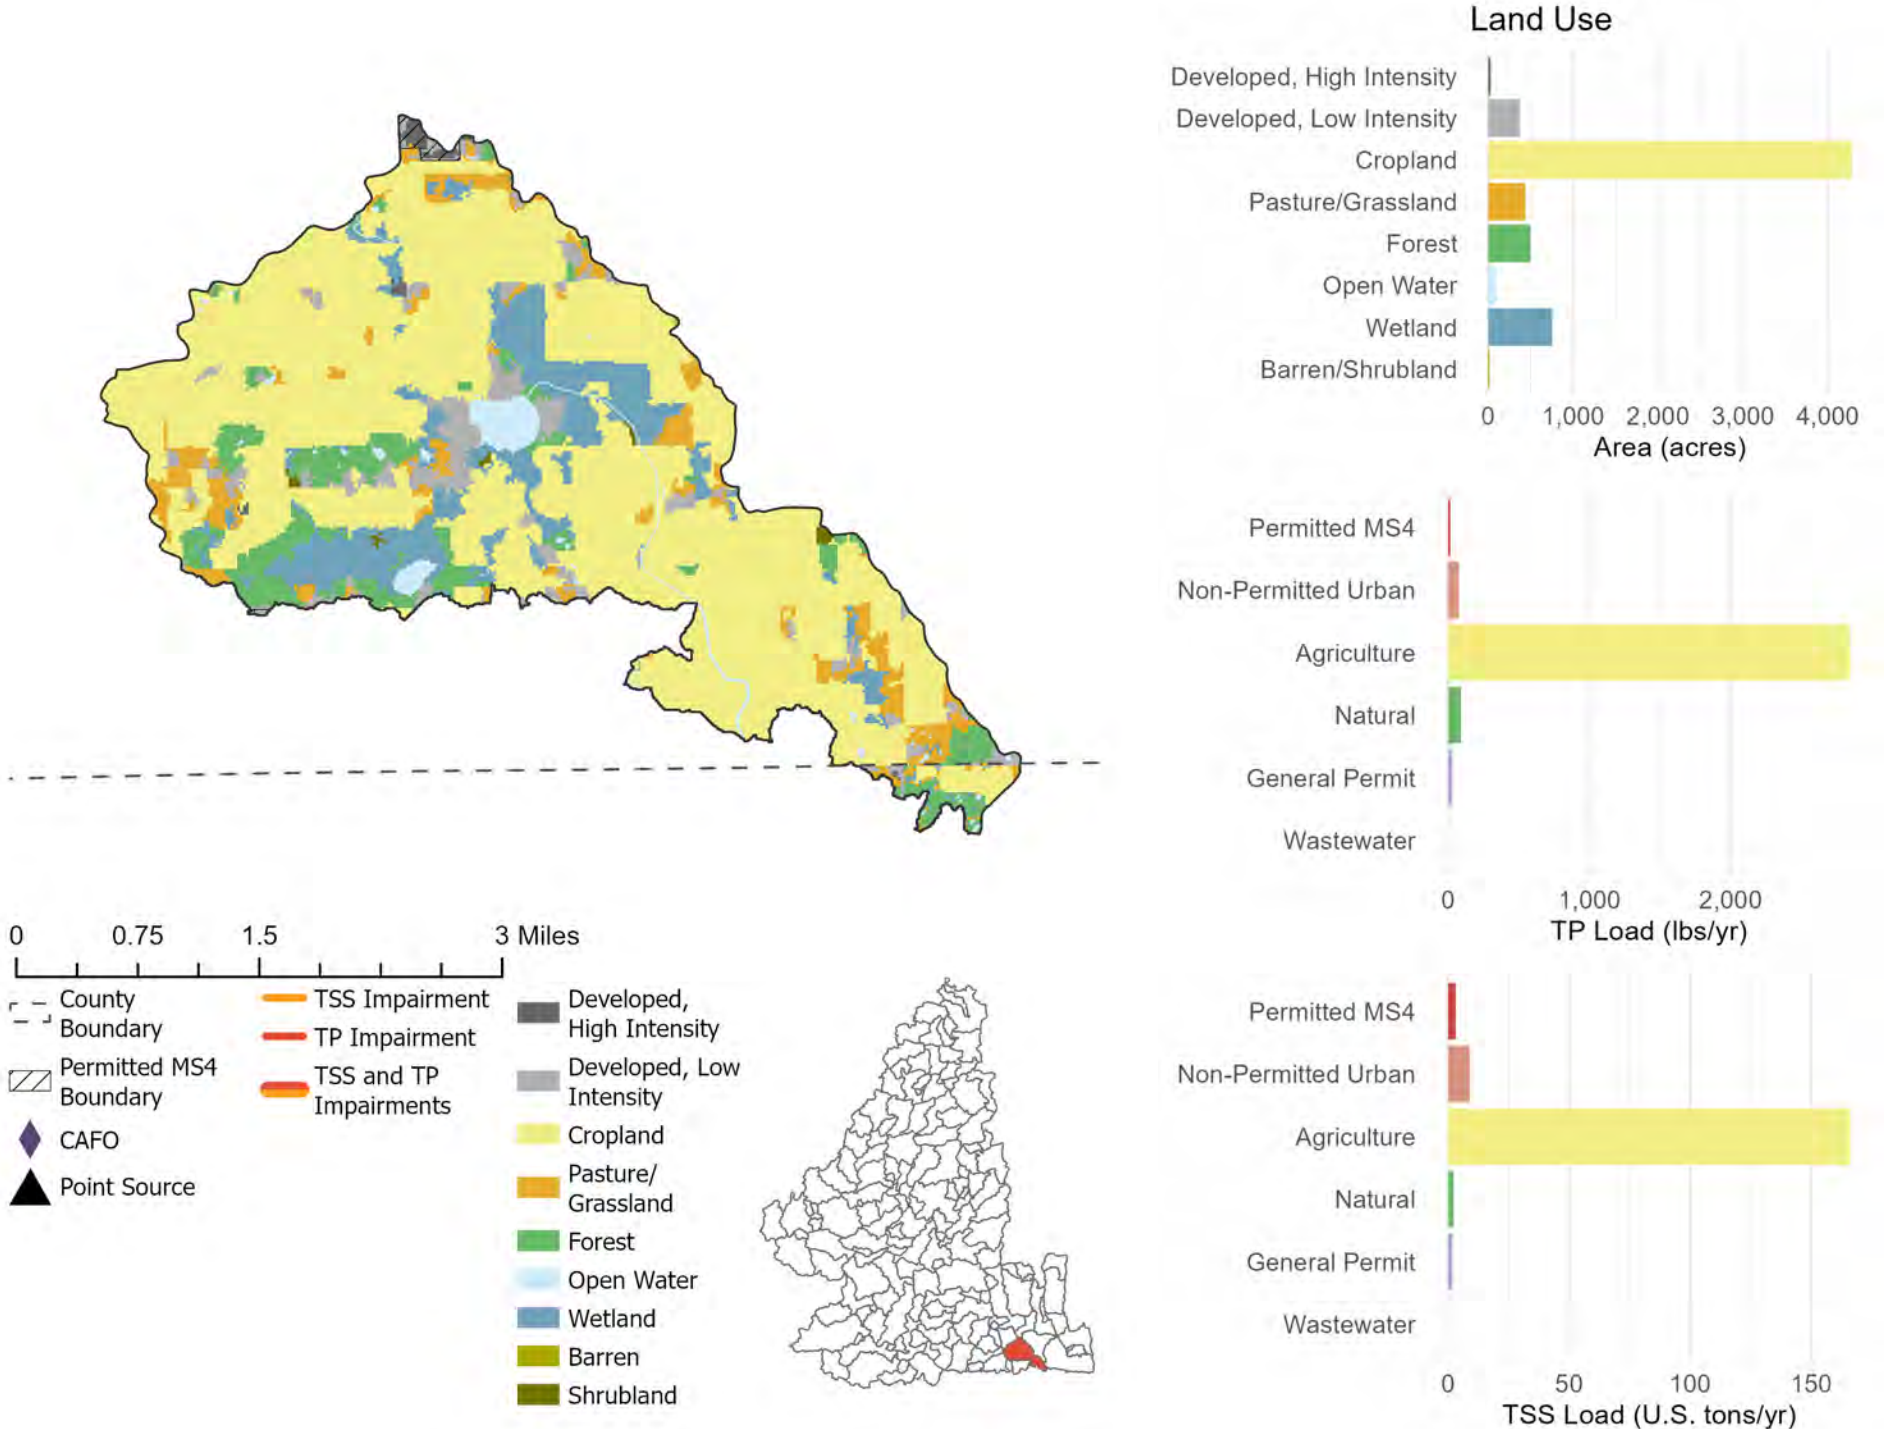 Land Use
Developed, High Intensity
Developed, Low Intensity
Cropland
Pasture/Grassland
Forest
Open Water
Wetland
Barren/Shrubland
0 1,000 2,000 3,000 4,000
Area (acres)
Permitted MS4
Non-Permitted Urban
Agriculture
Natural
General Permit
Wastewater
0 1,000 2,000
TP Load (lbs/yr)
Permitted MS4
Non-Permitted Urban
Agriculture
Natural
General Permit
Wastewater
0 50 100 150
TSS Load (U.S. tons/yr)
0 0.75 1.5 3 Miles
County
Boundary
Permitted MS4
Boundary
CAFO
Point Source
TSS Impairment
TP Impairment
TSS and TP
Impairments
Developed,
High Intensity
Developed, Low
Intensity
Cropland
Pasture/
Grassland
Forest
Open Water
Wetland
Barren
Shrubland